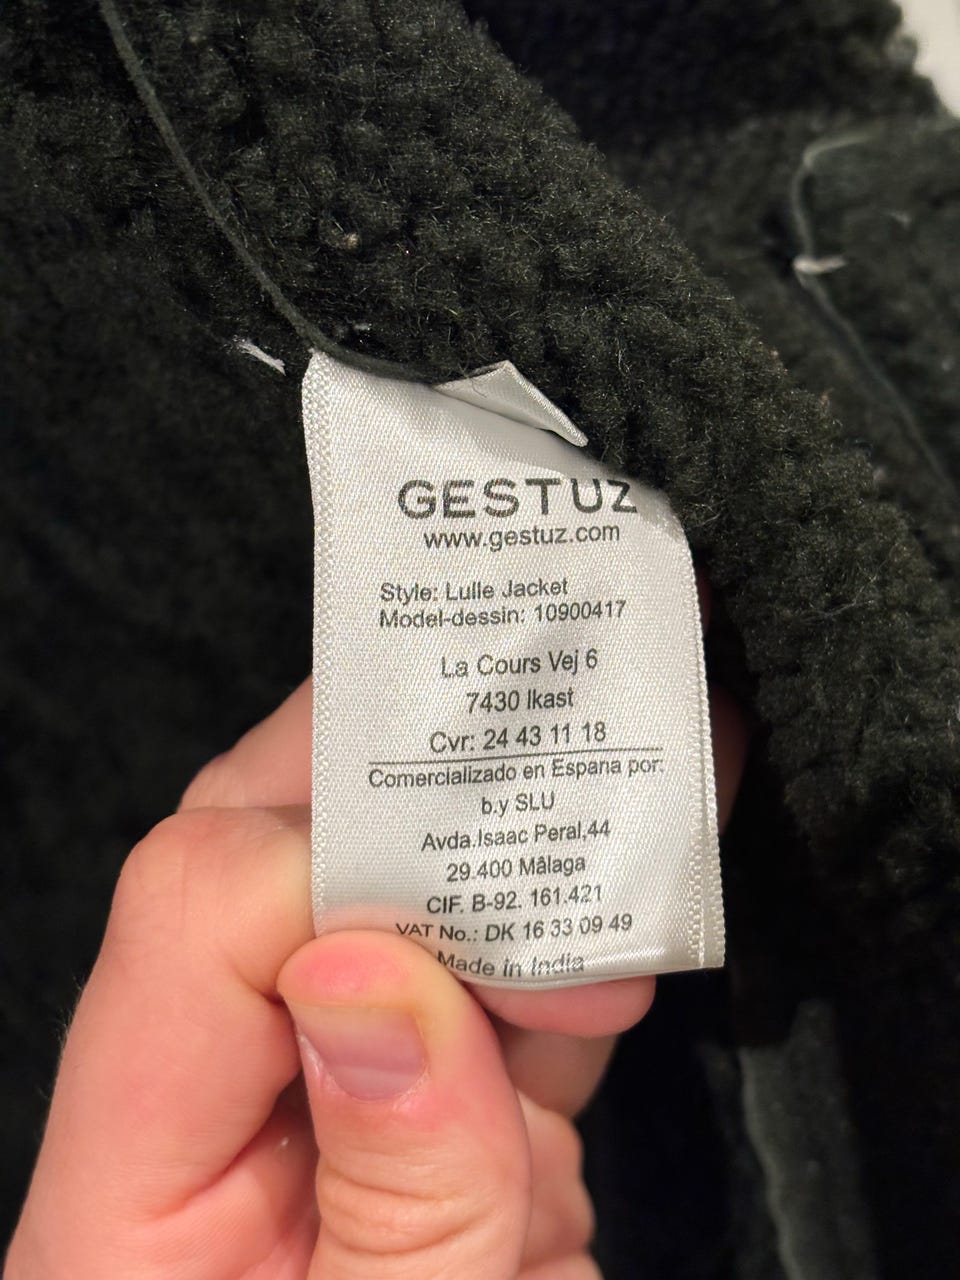 GESTUZ
www.gestuz.com
Style: Lulle Jacket
Model-dessin: 10900417
La Cours Vej 6
7430 Ikast
Cvr: 24 43 11 18
Comercializado en Espana por:
b.y SLU
Avda.Isaac Peral,44
29.400 Mâlaga
CIF. B-92. 161.421
VAT No.: DK 16 33 09 49
Made in India